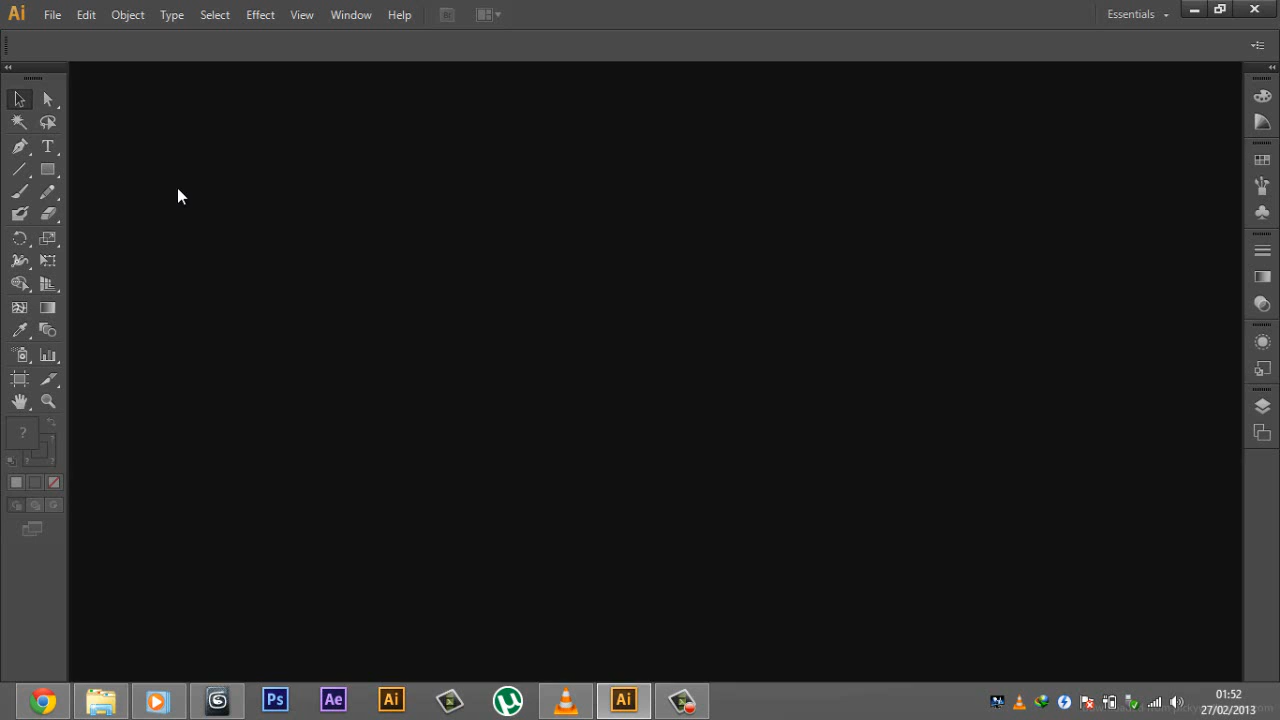 Ai File Edit Object Type Select Effect View Window Help Br Essentials
T
?
Ps Ae Ai Ai
01:52
27/02/2013